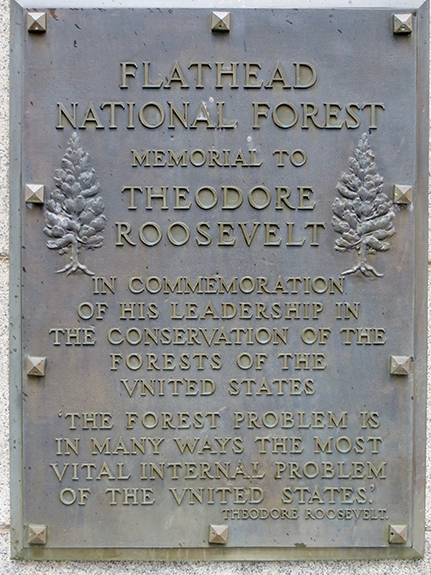 FLATHEAD
NATIONAL FOREST
MEMORIAL TO
THEODORE
ROOSEVELT
IN COMMEMORATION
OF HIS LEADERSHIP IN
THE CONSERVATION OF THE
FORESTS OF THE
VNITED STATES
'THE FOREST PROBLEM IS
IN MANY WAYS THE MOST
VITAL INTERNAL PROBLEM
OF THE VNITED STATES.'
THEODORE ROOSEVELT.